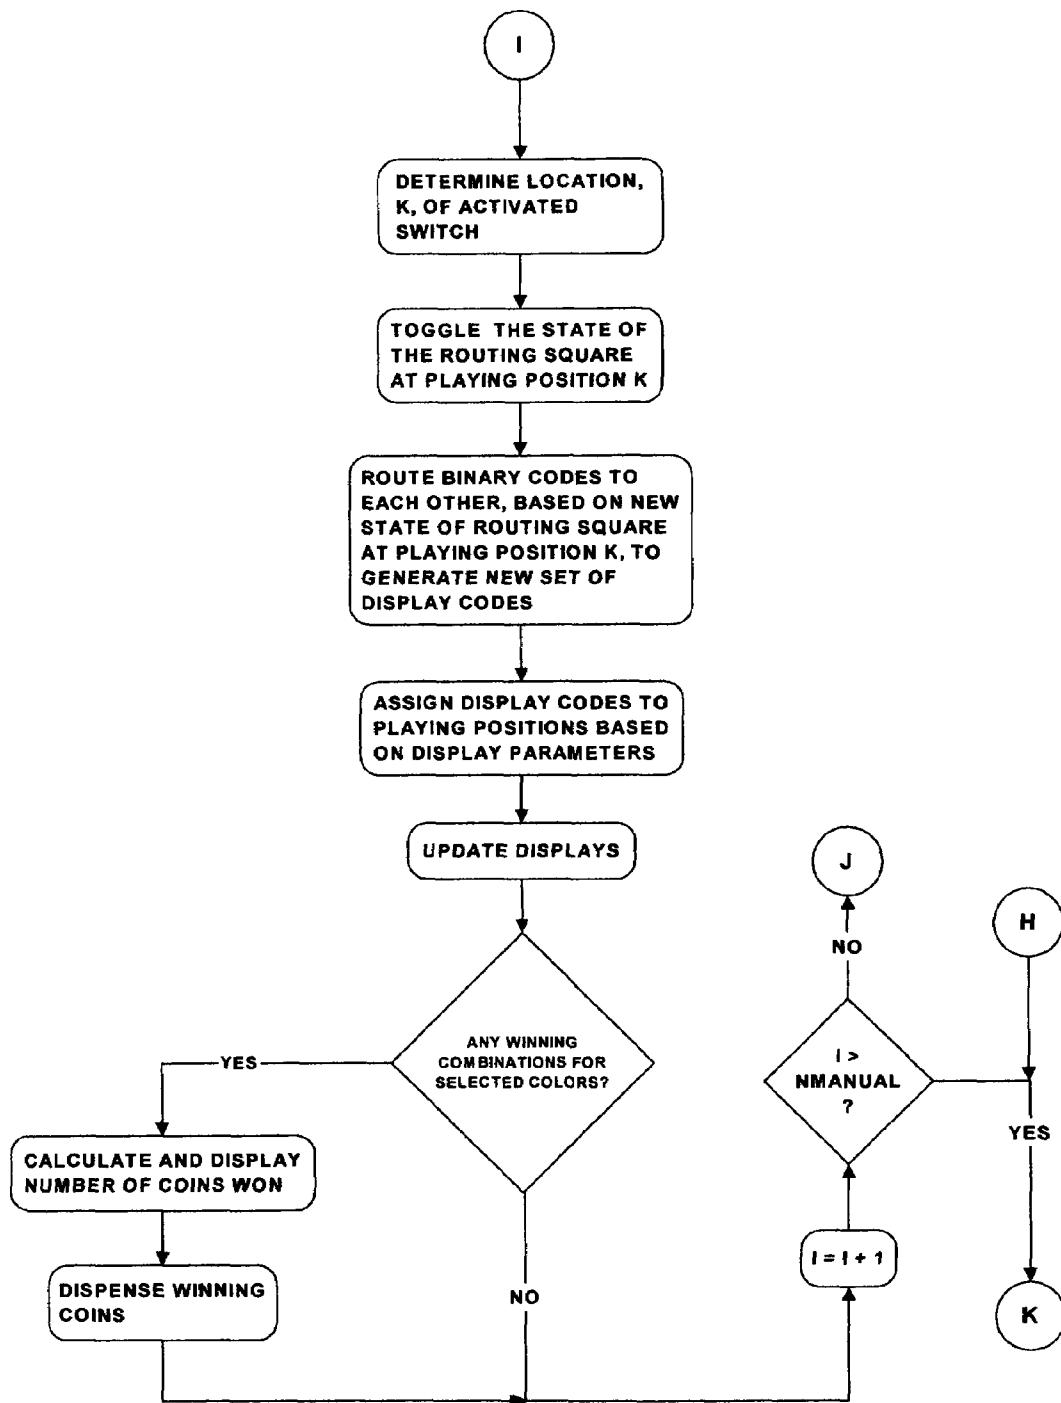 I
DETERMINE LOCATION,
K, OF ACTIVATED
SWITCH
TOGGLE THE STATE OF
THE ROUTING SQUARE
AT PLAYING POSITION K
ROUTE BINARY CODES TO
EACH OTHER, BASED ON NEW
STATE OF ROUTING SQUARE
AT PLAYING POSITION K, TO
GENERATE NEW SET OF
DISPLAY CODES
ASSIGN DISPLAY CODES TO
PLAYING POSITIONS BASED
ON DISPLAY PARAMETERS
UPDATE DISPLAYS
ANY WINNING
COMBINATIONS FOR
SELECTED COLORS?
YES
CALCULATE AND DISPLAY
NUMBER OF COINS WON
DISPENSE WINNING
COINS
NO
I = I + 1
I >
NMANUAL
?
NO
J
H
YES
K